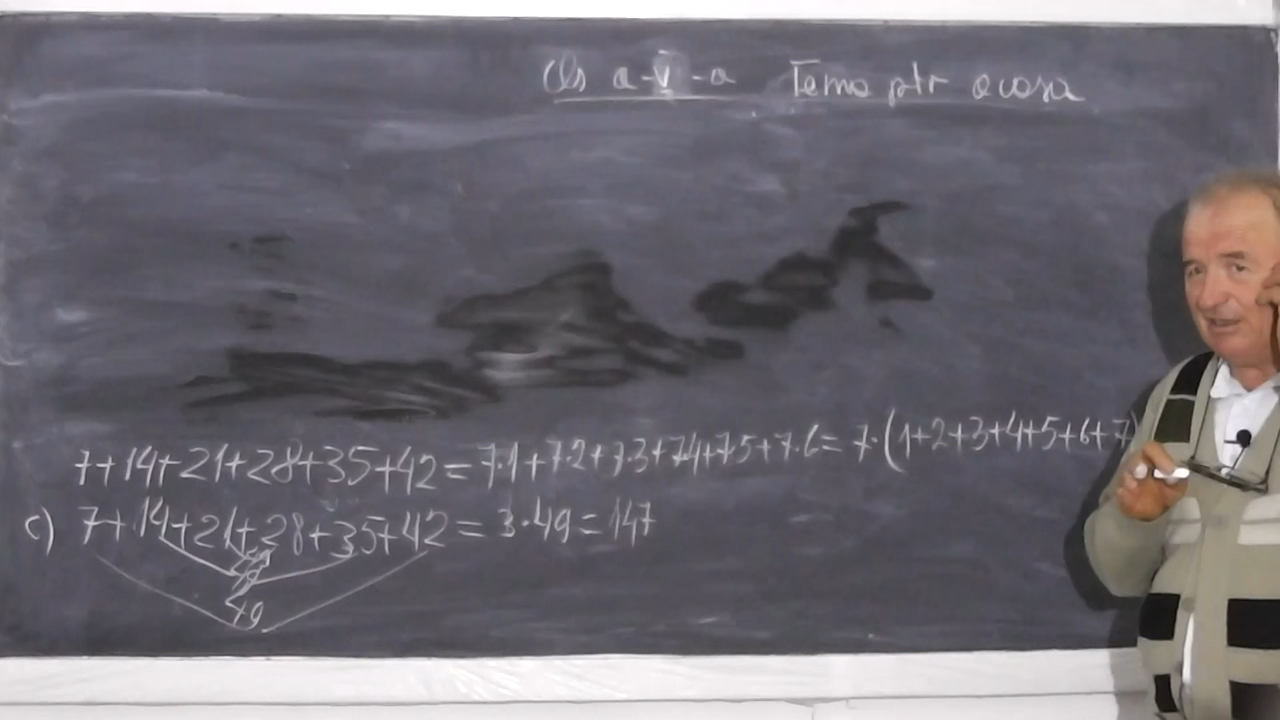 Cls a-V-a Tema ptr acasa
7+14+21+28+35+42=7·1+7·2+7·3+7·4+7·5+7·6=7·(1+2+3+4+5+6+7)
c) 7+14+21+28+35+42=3·49=147
49
49